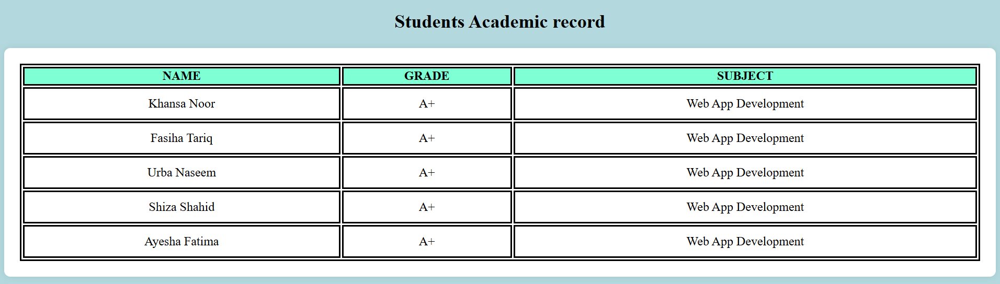 Students Academic record
NAME GRADE SUBJECT
Khansa Noor A+ Web App Development
Fasiha Tariq A+ Web App Development
Urba Naseem A+ Web App Development
Shiza Shahid A+ Web App Development
Ayesha Fatima A+ Web App Development